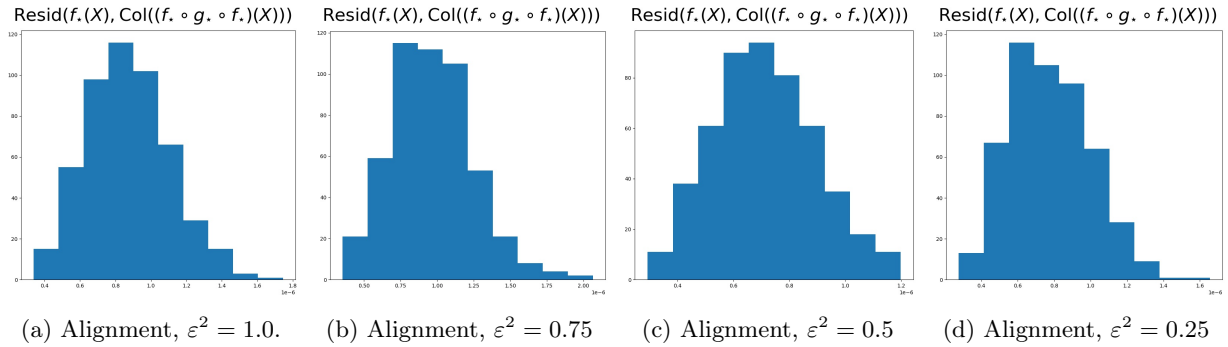 Resid(f⋆(X), Col((f⋆ ∘ g⋆ ∘ f⋆)(X)))
120
100
80
60
40
20
0
0.4 0.6 0.8 1.0 1.2 1.4 1.6 1.8
1e−6
(a) Alignment, ε² = 1.0.
Resid(f⋆(X), Col((f⋆ ∘ g⋆ ∘ f⋆)(X)))
120
100
80
60
40
20
0
0.50 0.75 1.00 1.25 1.50 1.75 2.00
1e−6
(b) Alignment, ε² = 0.75
Resid(f⋆(X), Col((f⋆ ∘ g⋆ ∘ f⋆)(X)))
80
60
40
20
0
0.4 0.6 0.8 1.0 1.2
1e−6
(c) Alignment, ε² = 0.5
Resid(f⋆(X), Col((f⋆ ∘ g⋆ ∘ f⋆)(X)))
120
100
80
60
40
20
0
0.4 0.6 0.8 1.0 1.2 1.4 1.6
1e−6
(d) Alignment, ε² = 0.25